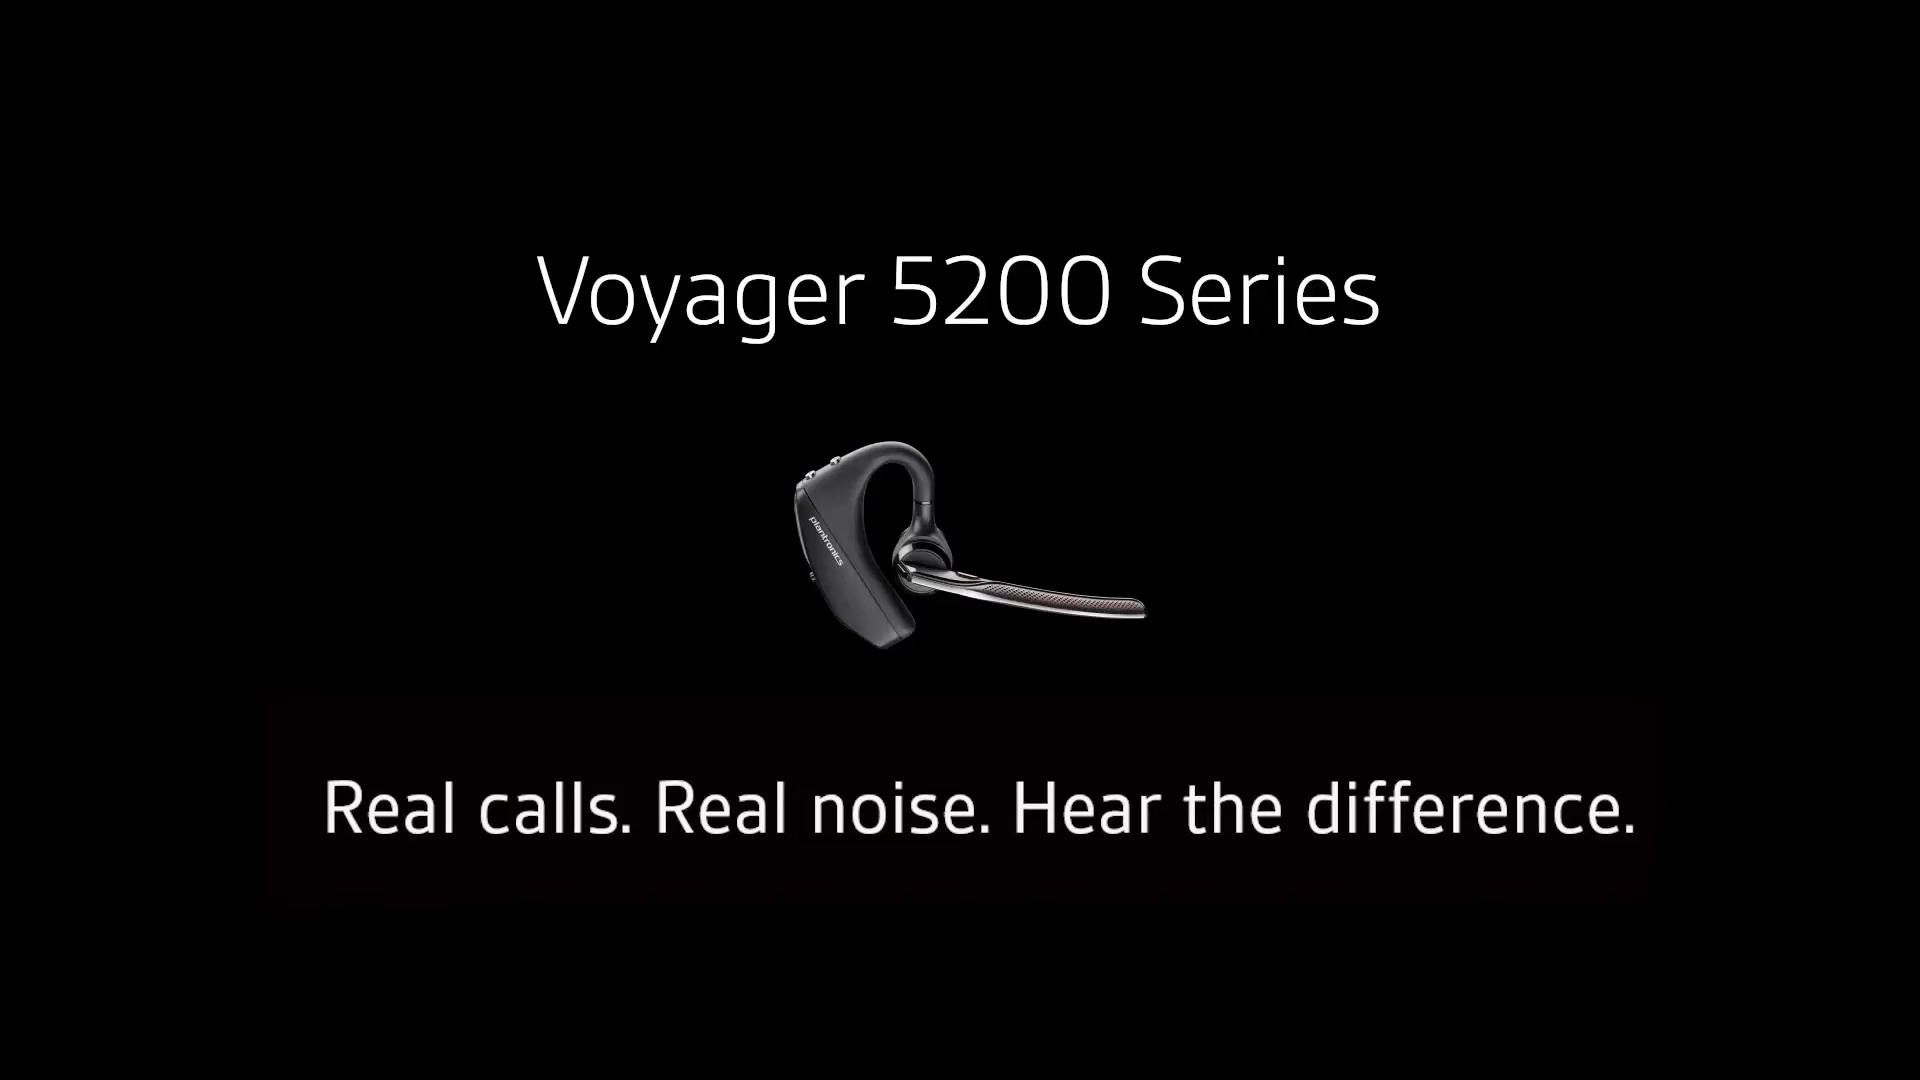 Voyager 5200 Series
plantronics
Real calls. Real noise. Hear the difference.